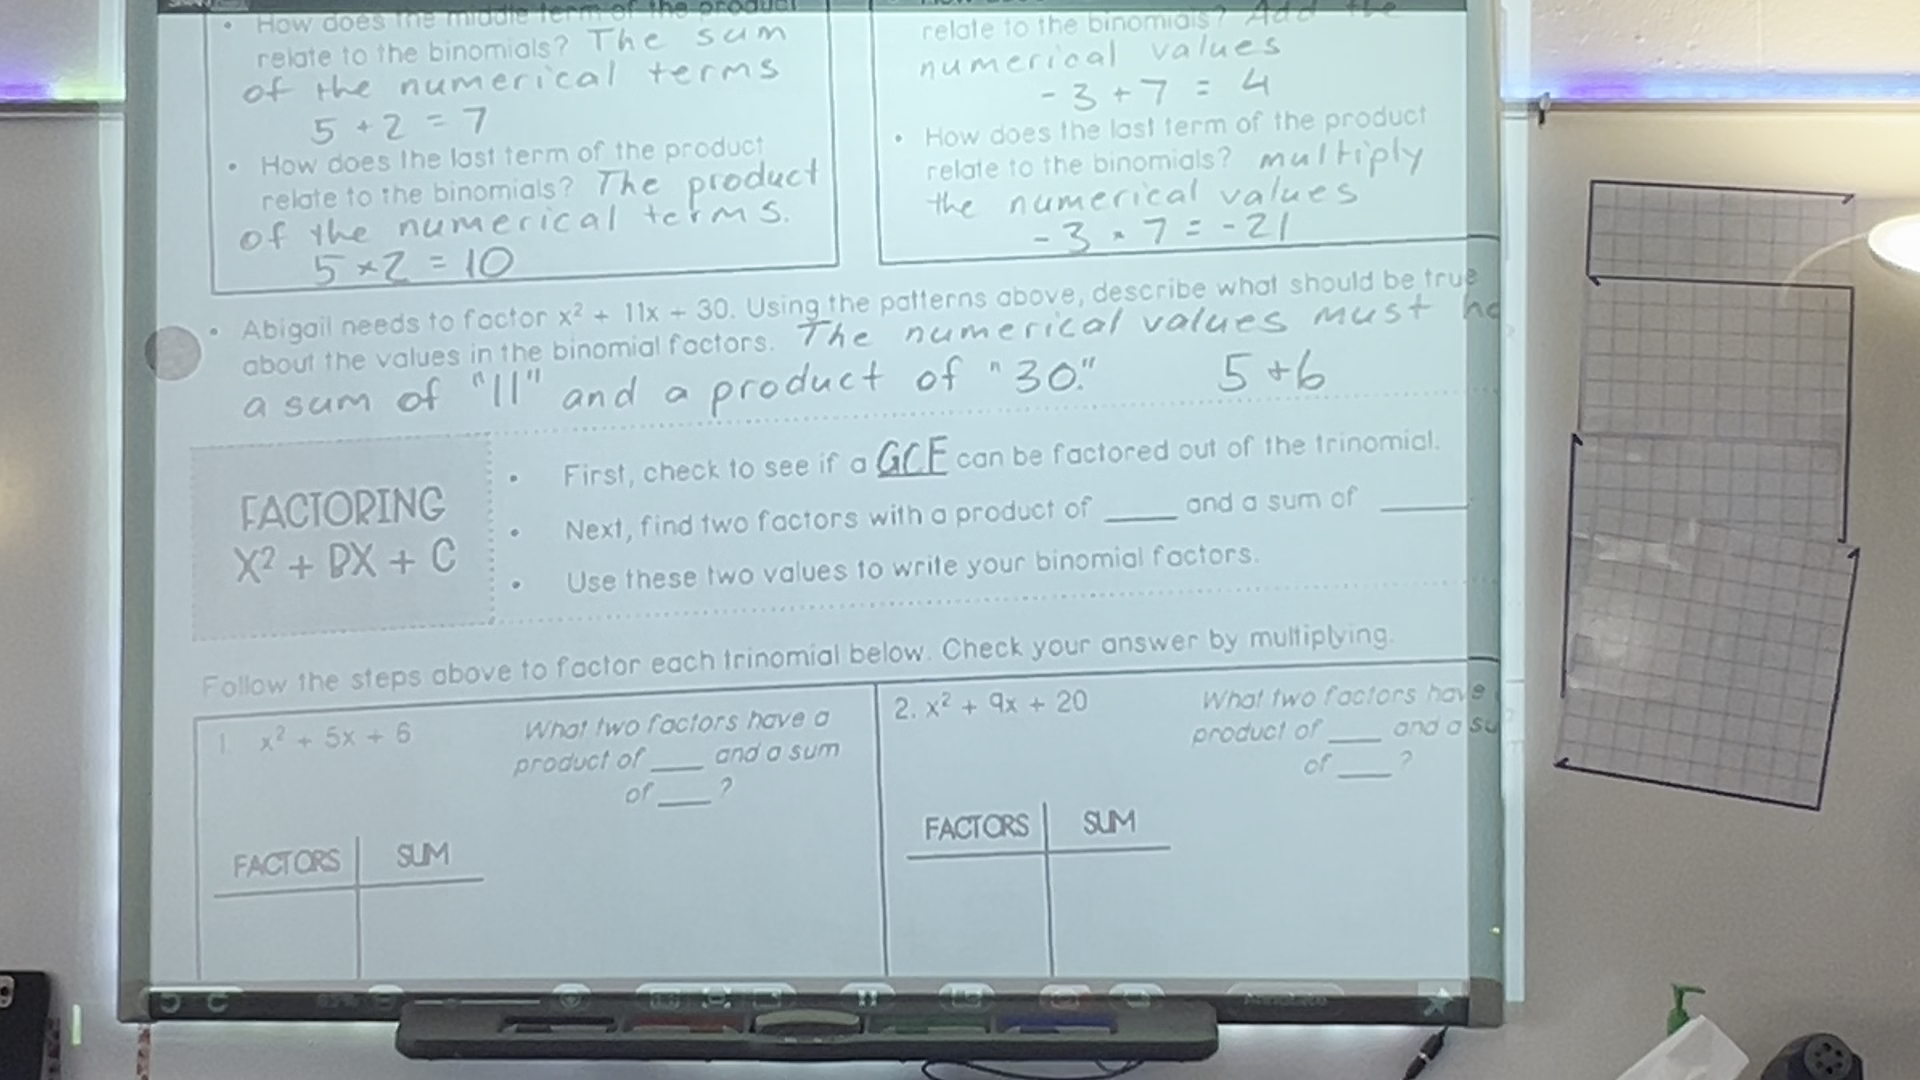 How does the middle term of the product
relate to the binomials? The sum
of the numerical terms
5 + 2 = 7
• How does the last term of the product
relate to the binomials? The product
of the numerical terms.
5 × 2 = 10
relate to the binomials? Add the
numerical values
- 3 + 7 = 4
• How does the last term of the product
relate to the binomials? multiply
the numerical values
- 3 · 7 = - 21
• Abigail needs to factor x² + 11x + 30. Using the patterns above, describe what should be true
about the values in the binomial factors. The numerical values must
a sum of "11" and a product of "30." 5 + 6
FACTORING
X² + BX + C
• First, check to see if a GCF can be factored out of the trinomial.
• Next, find two factors with a product of ____ and a sum of ____
• Use these two values to write your binomial factors.
Follow the steps above to factor each trinomial below. Check your answer by multiplying.
1. x² + 5x + 6
What two factors have a
product of ___ and a sum
of ___ ?
FACTORS SUM
2. x² + 9x + 20
What two factors have
product of ___ and a su
of ___ ?
FACTORS SUM